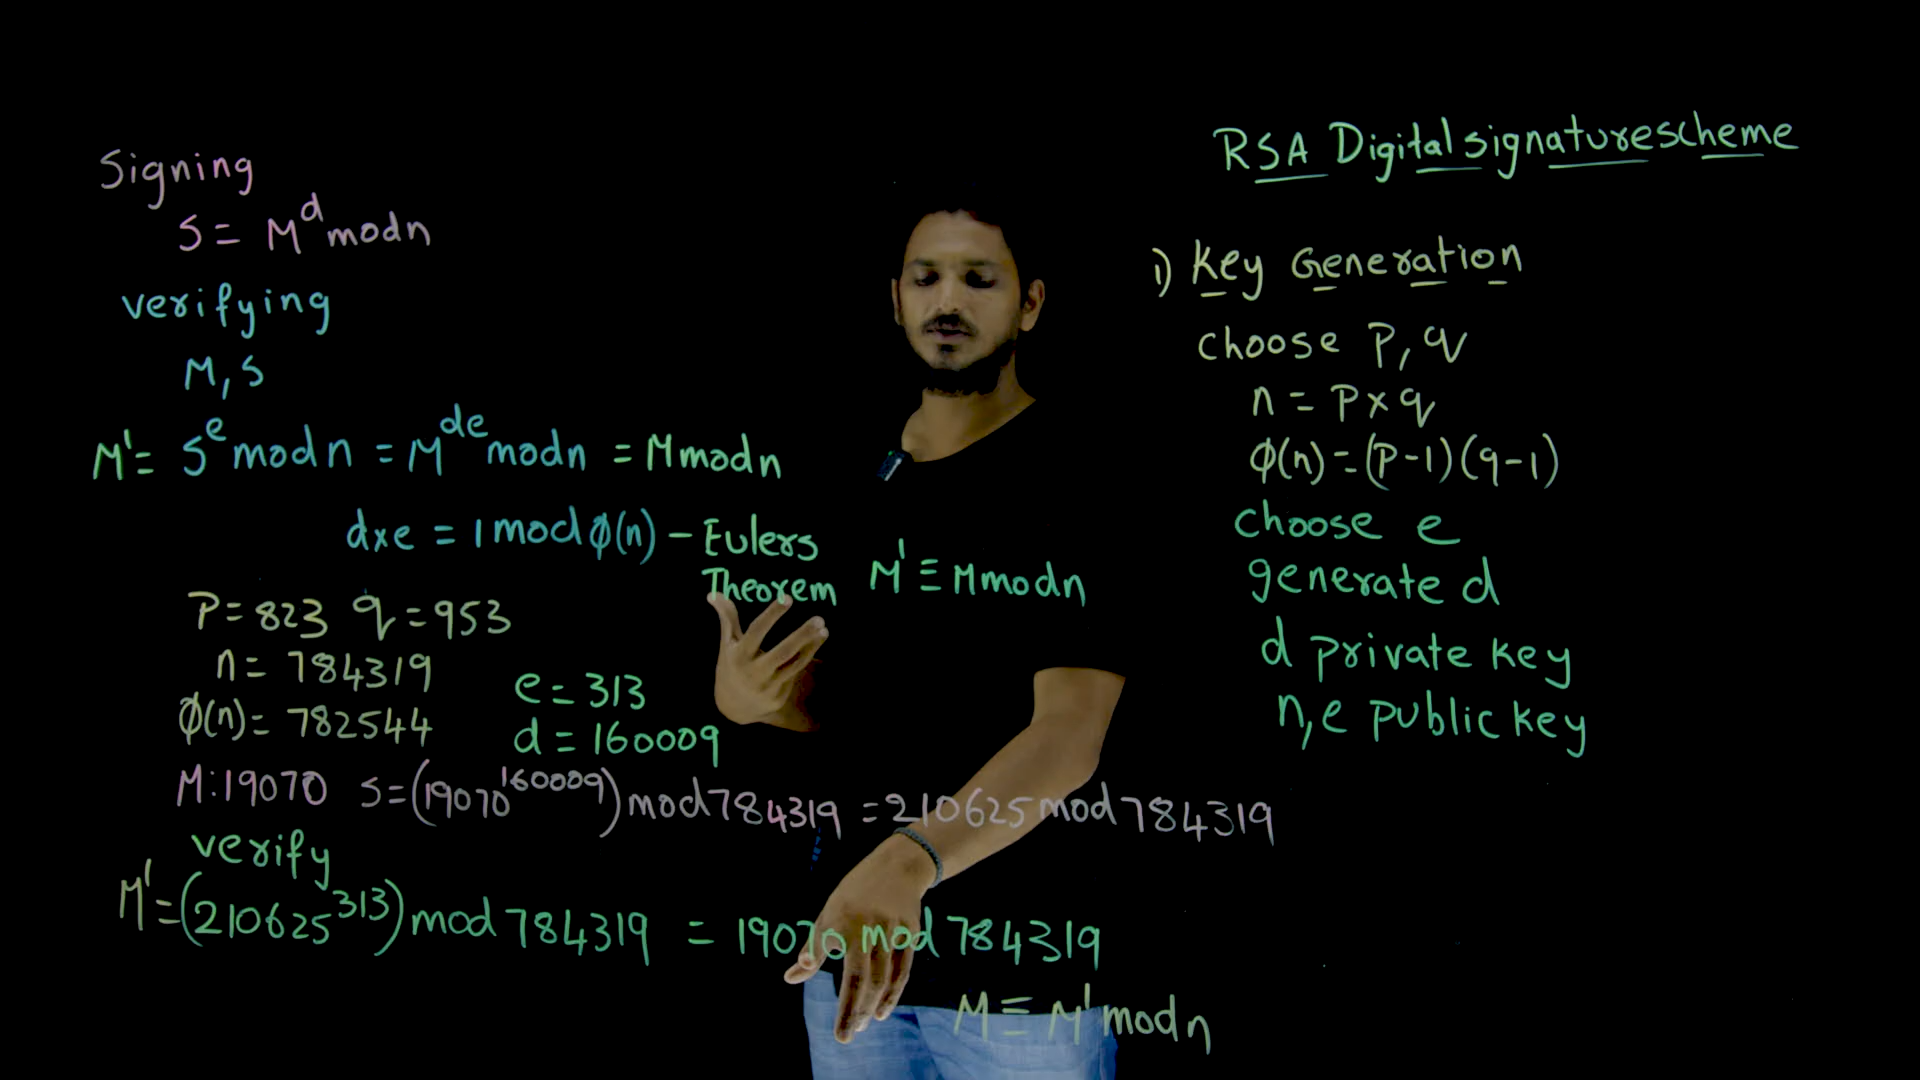 RSA Digital signature scheme
1) Key Generation
choose P, q
n = P x q
ϕ(n) = (P-1) (q-1)
choose e
generate d
d private key
n, e public key
Signing
S = M^d mod n
verifying
M, S
M' = S^e mod n = M^de mod n = M mod n
d x e = 1 mod ϕ(n) - Eulers
Theorem
M' ≡ M mod n
P = 823 q = 953
n = 784319
ϕ(n) = 782544
e = 313
d = 160009
M : 19070 S = (19070^160009) mod 784319 = 210625 mod 784319
verify
M' = (210625^313) mod 784319 = 19070 mod 784319
M ≡ M' mod n